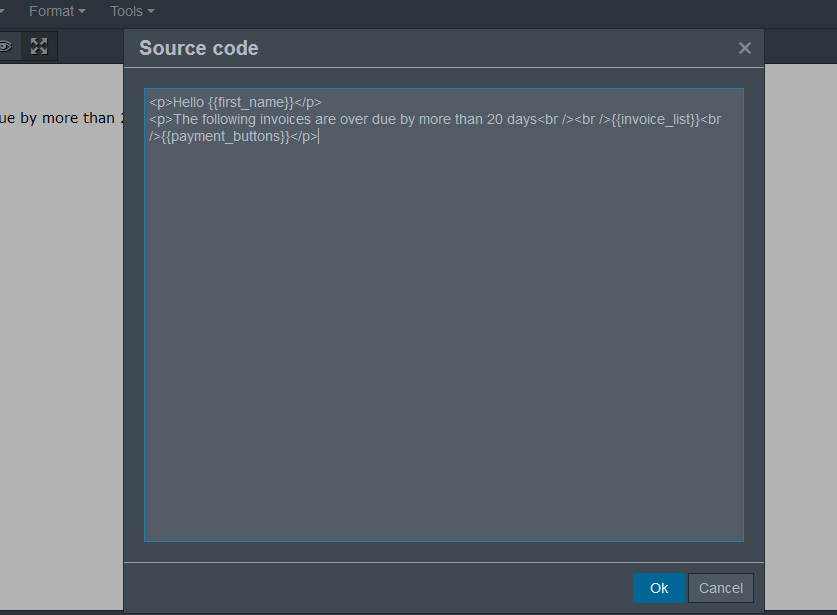 Format Tools
Source code
ue by more than
<p>Hello {{first_name}}</p>
<p>The following invoices are over due by more than 20 days<br /><br />{{invoice_list}}<br
/>{{payment_buttons}}</p>
Ok Cancel